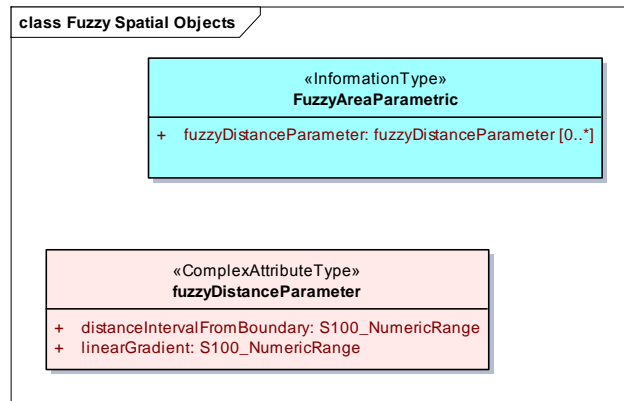 class Fuzzy Spatial Objects
«InformationType»
FuzzyAreaParametric
+ fuzzyDistanceParameter: fuzzyDistanceParameter [0..*]
«ComplexAttributeType»
fuzzyDistanceParameter
+ distanceIntervalFromBoundary: S100_NumericRange
+ linearGradient: S100_NumericRange